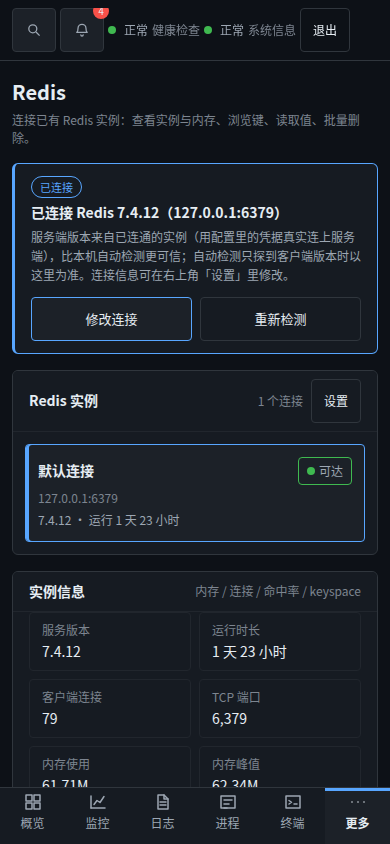 4
正常 健康检查 正常 系统信息 退出
Redis
连接已有 Redis 实例：查看实例与内存、浏览键、读取值、批量删
除。
已连接
已连接 Redis 7.4.12（127.0.0.1:6379）
服务端版本来自已连通的实例（用配置里的凭据真实连上服务
端），比本机自动检测更可信；自动检测只探到客户端版本时以
这里为准。连接信息可在右上角「设置」里修改。
修改连接 重新检测
Redis 实例 1 个连接 设置
默认连接 可达
127.0.0.1:6379
7.4.12 · 运行 1 天 23 小时
实例信息 内存 / 连接 / 命中率 / keyspace
服务版本 运行时长
7.4.12 1 天 23 小时
客户端连接 TCP 端口
79 6,379
内存使用 内存峰值
61.71M 62.34M
概览 监控 日志 进程 终端 更多